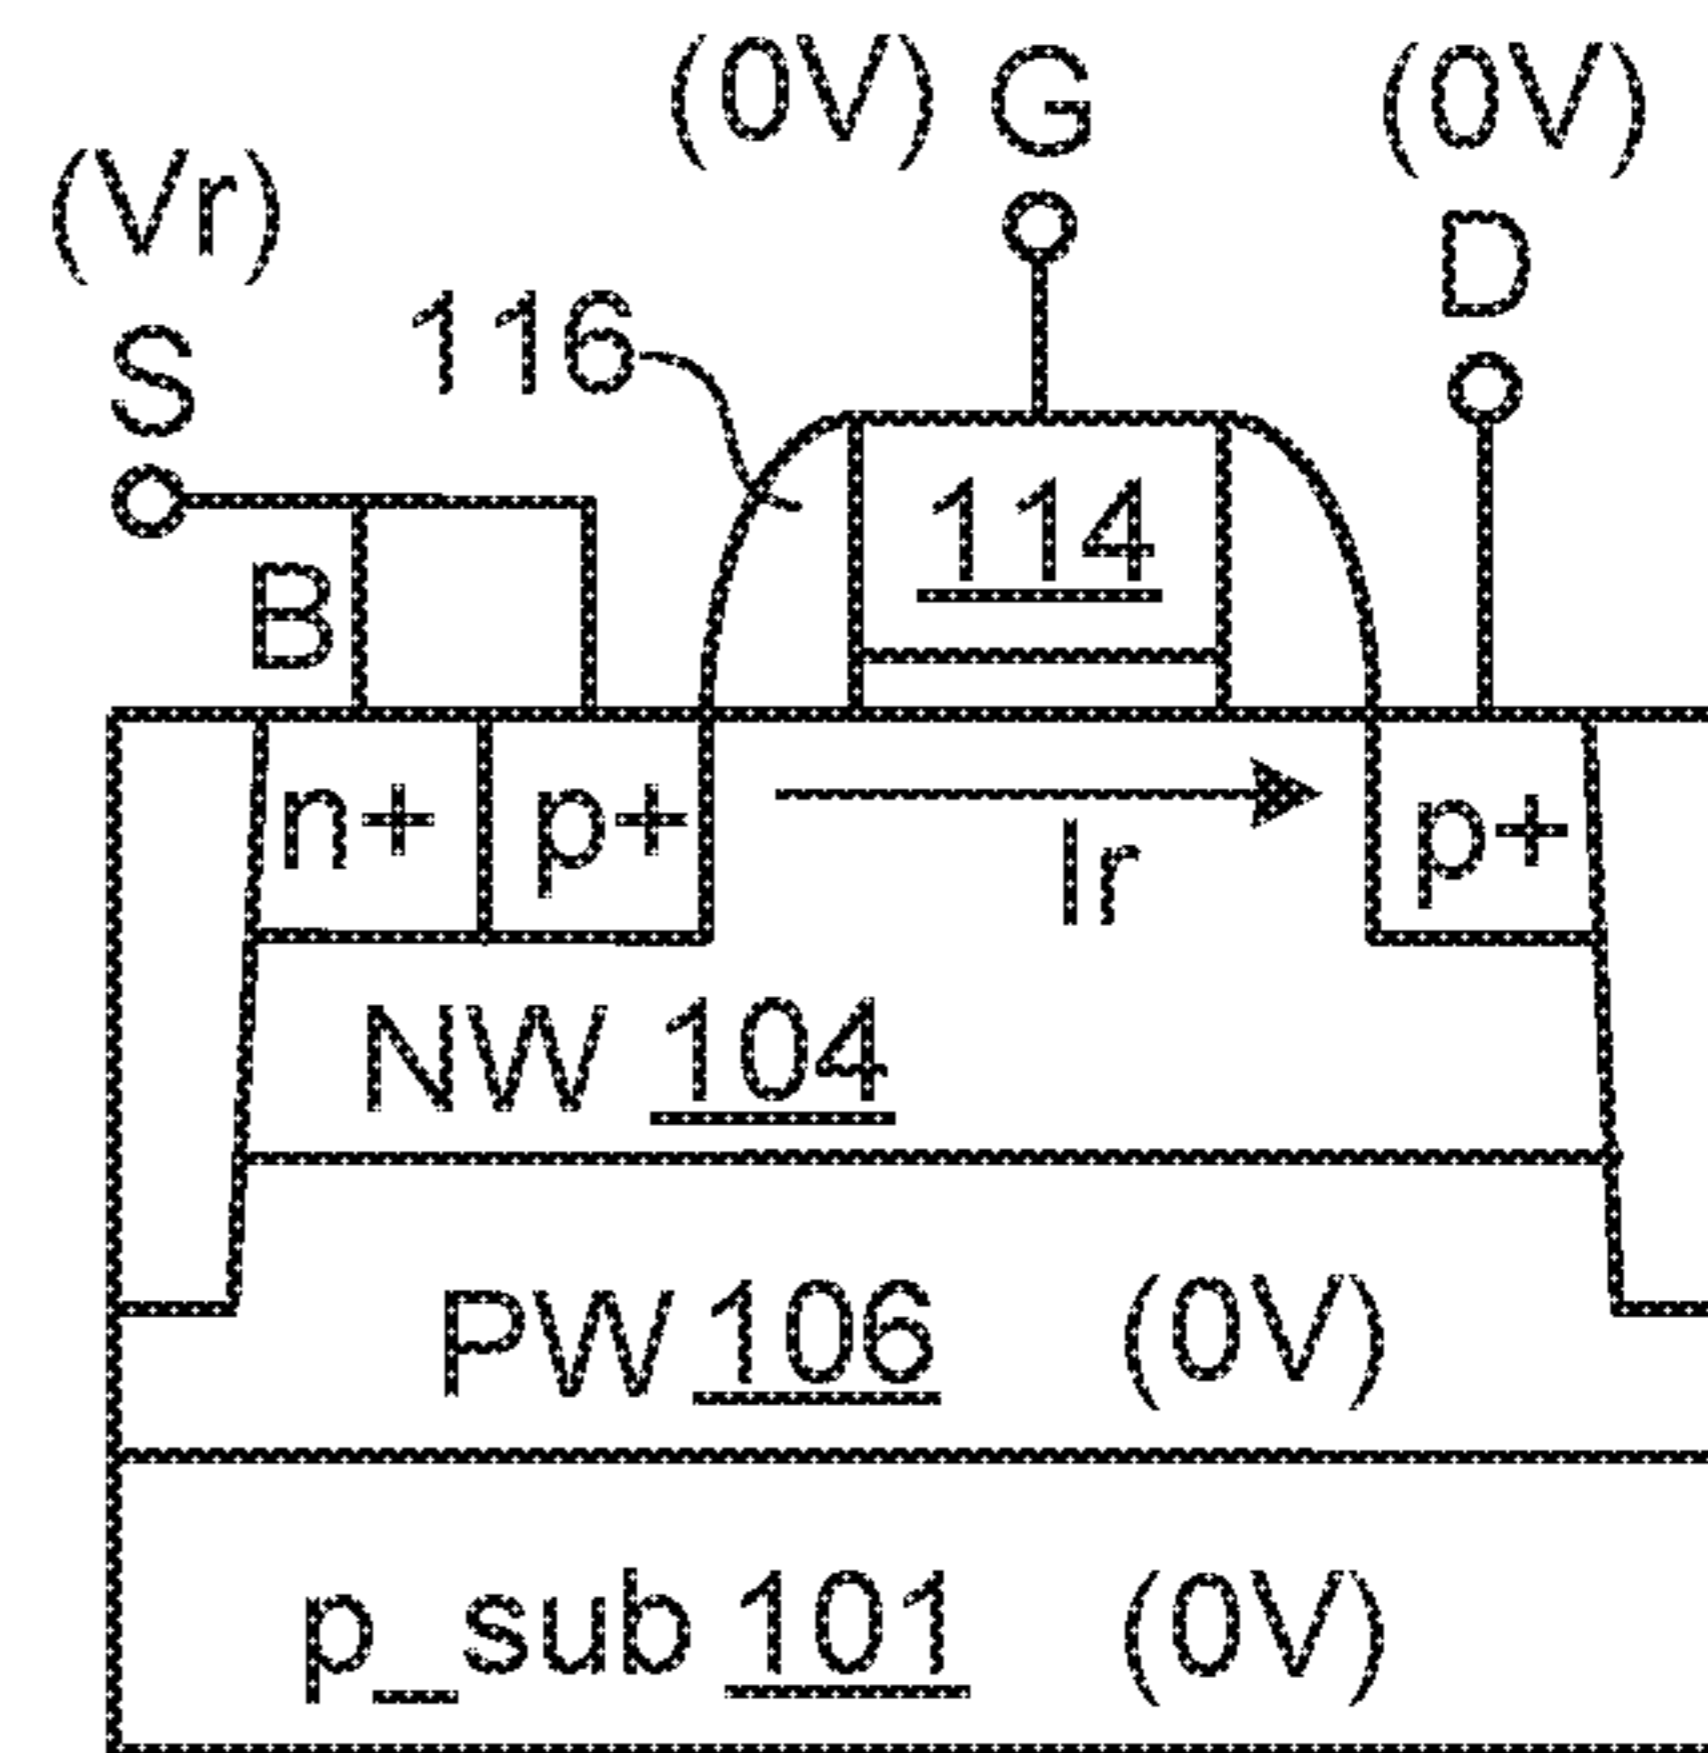 (0V) G
(0V)
D
(Vr)
S
116
114
B
n+
p+
Ir
p+
NW 104
PW 106 (0V)
p_sub 101 (0V)